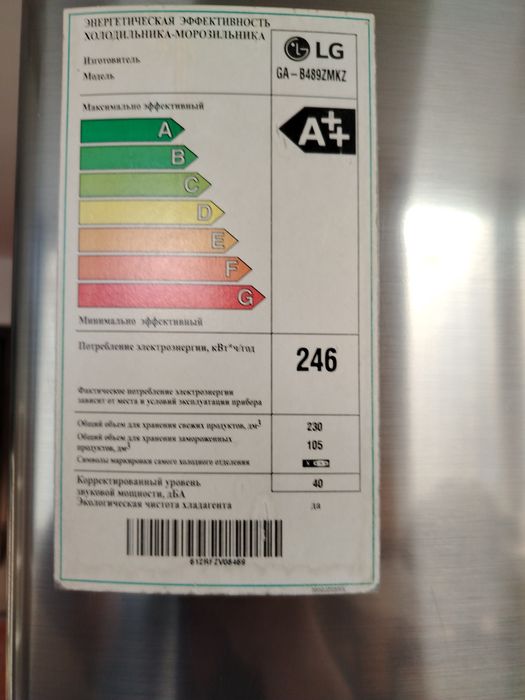 ЭНЕРГЕТИЧЕСКАЯ ЭФФЕКТИВНОСТЬ
ХОЛОДИЛЬНИКА-МОРОЗИЛЬНИКА
LG
Изготовитель
Модель
GA-B489ZMKZ
Максимально эффективный
A++
A
B
C
D
E
F
G
Минимально эффективный
Потребление электроэнергии, кВт*ч/год
246
Фактическое потребление электроэнергии
зависит от места и условий эксплуатации прибора
Общий объем для хранения свежих продуктов, дм³ 230
Общий объем для хранения замороженных
продуктов, дм³ 105
Символы маркировки самого холодного отделения
Корректированный уровень
звуковой мощности, дБА 40
Экологическая чистота хладагента да
612RFZV08469